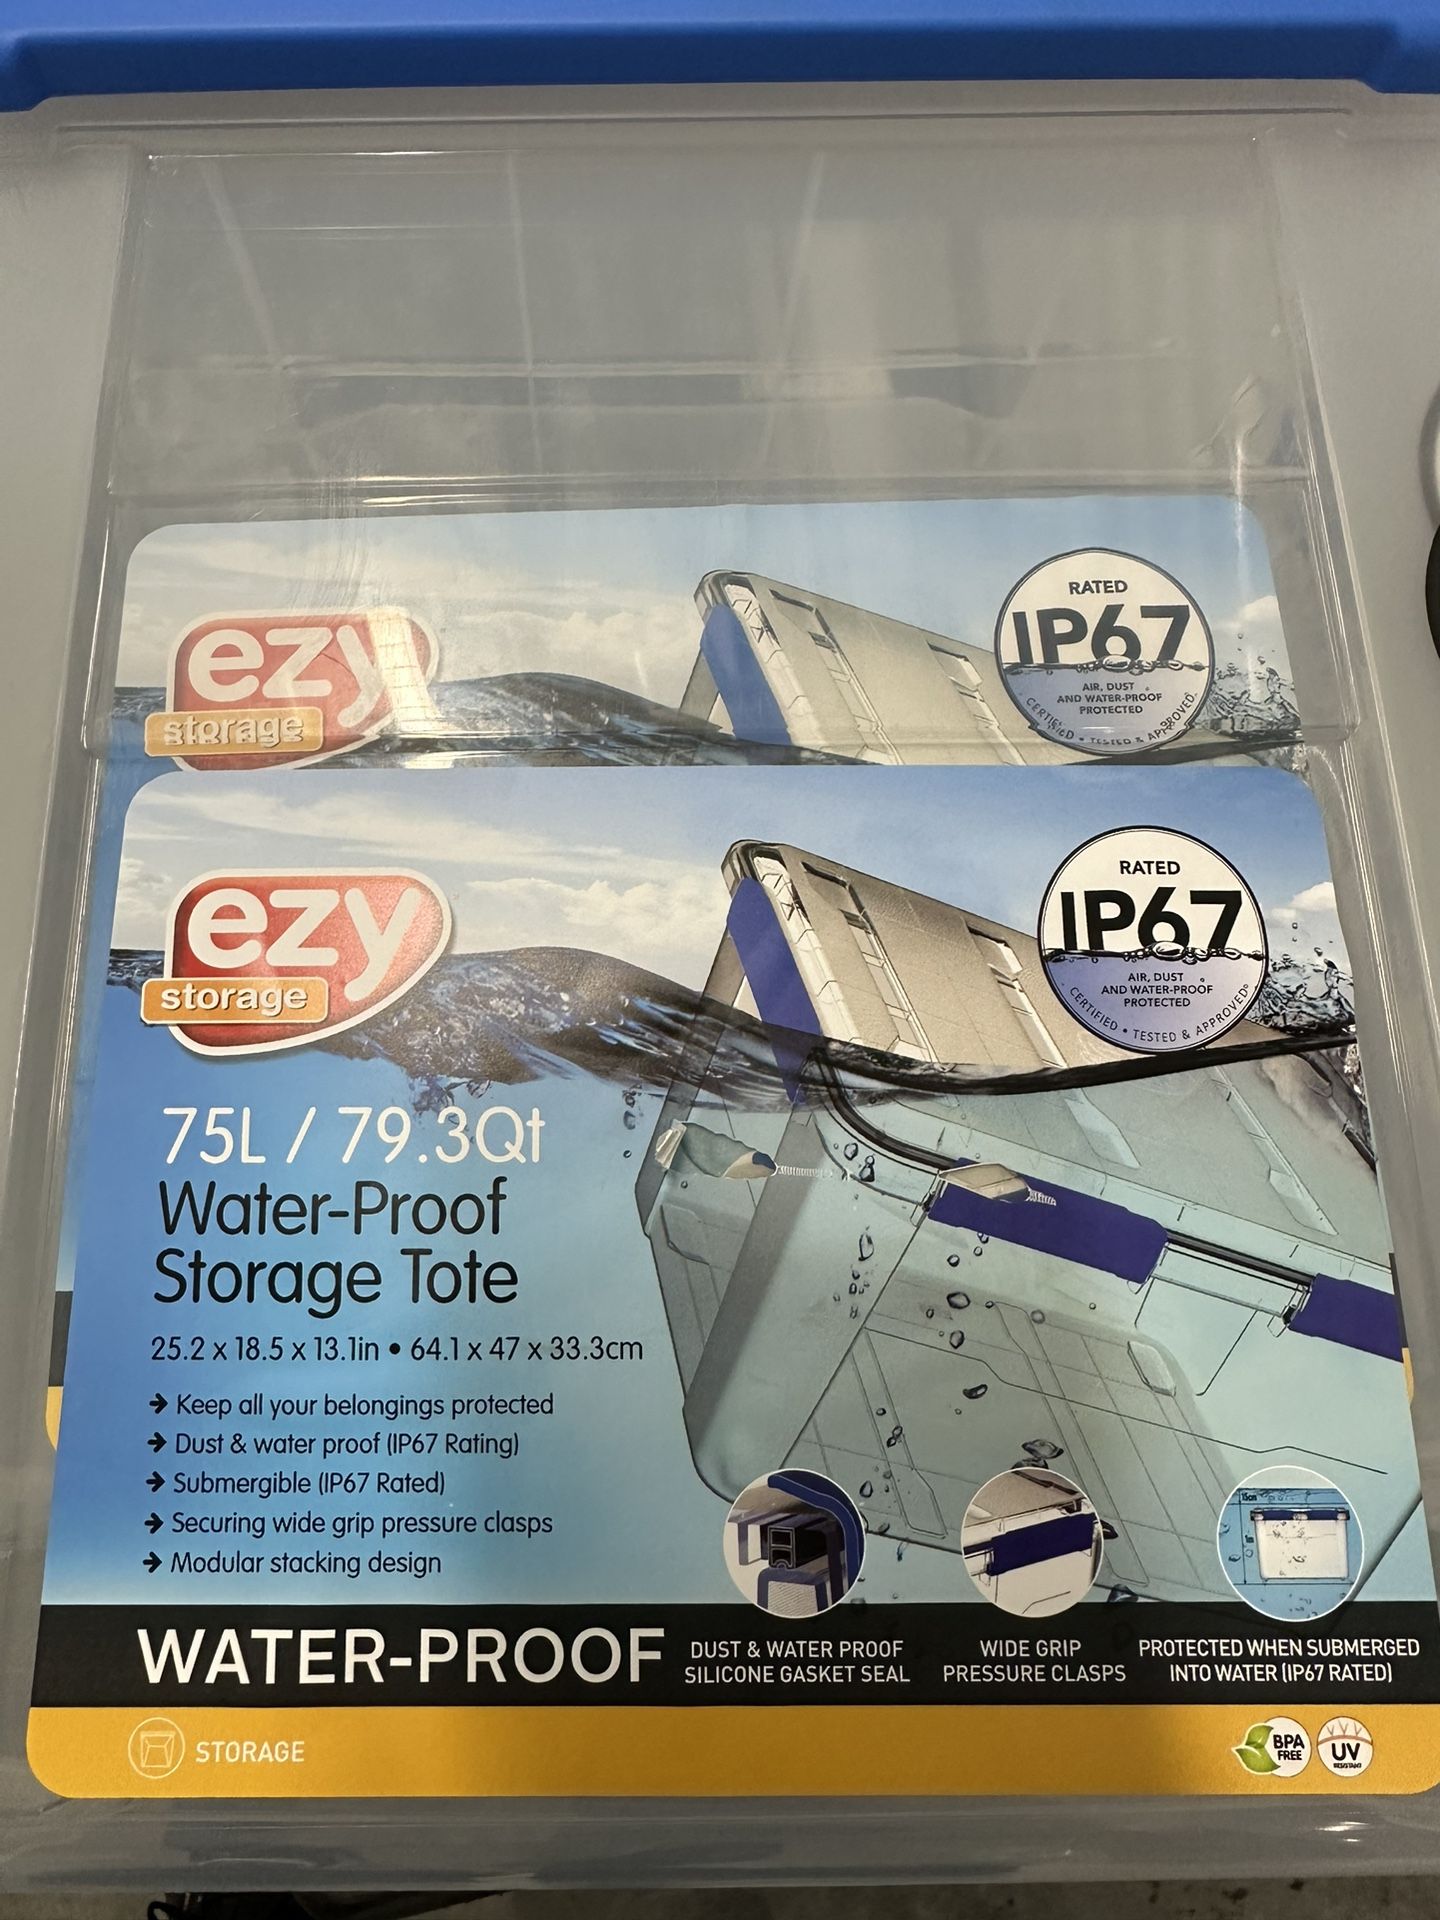 ezy
storage
RATED
IP67
AIR, DUST
AND WATER-PROOF
PROTECTED
CERTIFIED • TESTED & APPROVED
ezy
storage
RATED
IP67
AIR, DUST
AND WATER-PROOF
PROTECTED
CERTIFIED • TESTED & APPROVED
75L / 79.3Qt
Water-Proof
Storage Tote
25.2 x 18.5 x 13.1in • 64.1 x 47 x 33.3cm
→ Keep all your belongings protected
→ Dust & water proof (IP67 Rating)
→ Submergible (IP67 Rated)
→ Securing wide grip pressure clasps
→ Modular stacking design
15cm
1m
WATER-PROOF
DUST & WATER PROOF
SILICONE GASKET SEAL
WIDE GRIP
PRESSURE CLASPS
PROTECTED WHEN SUBMERGED
INTO WATER (IP67 RATED)
STORAGE
BPA
FREE
UV
RESISTANT